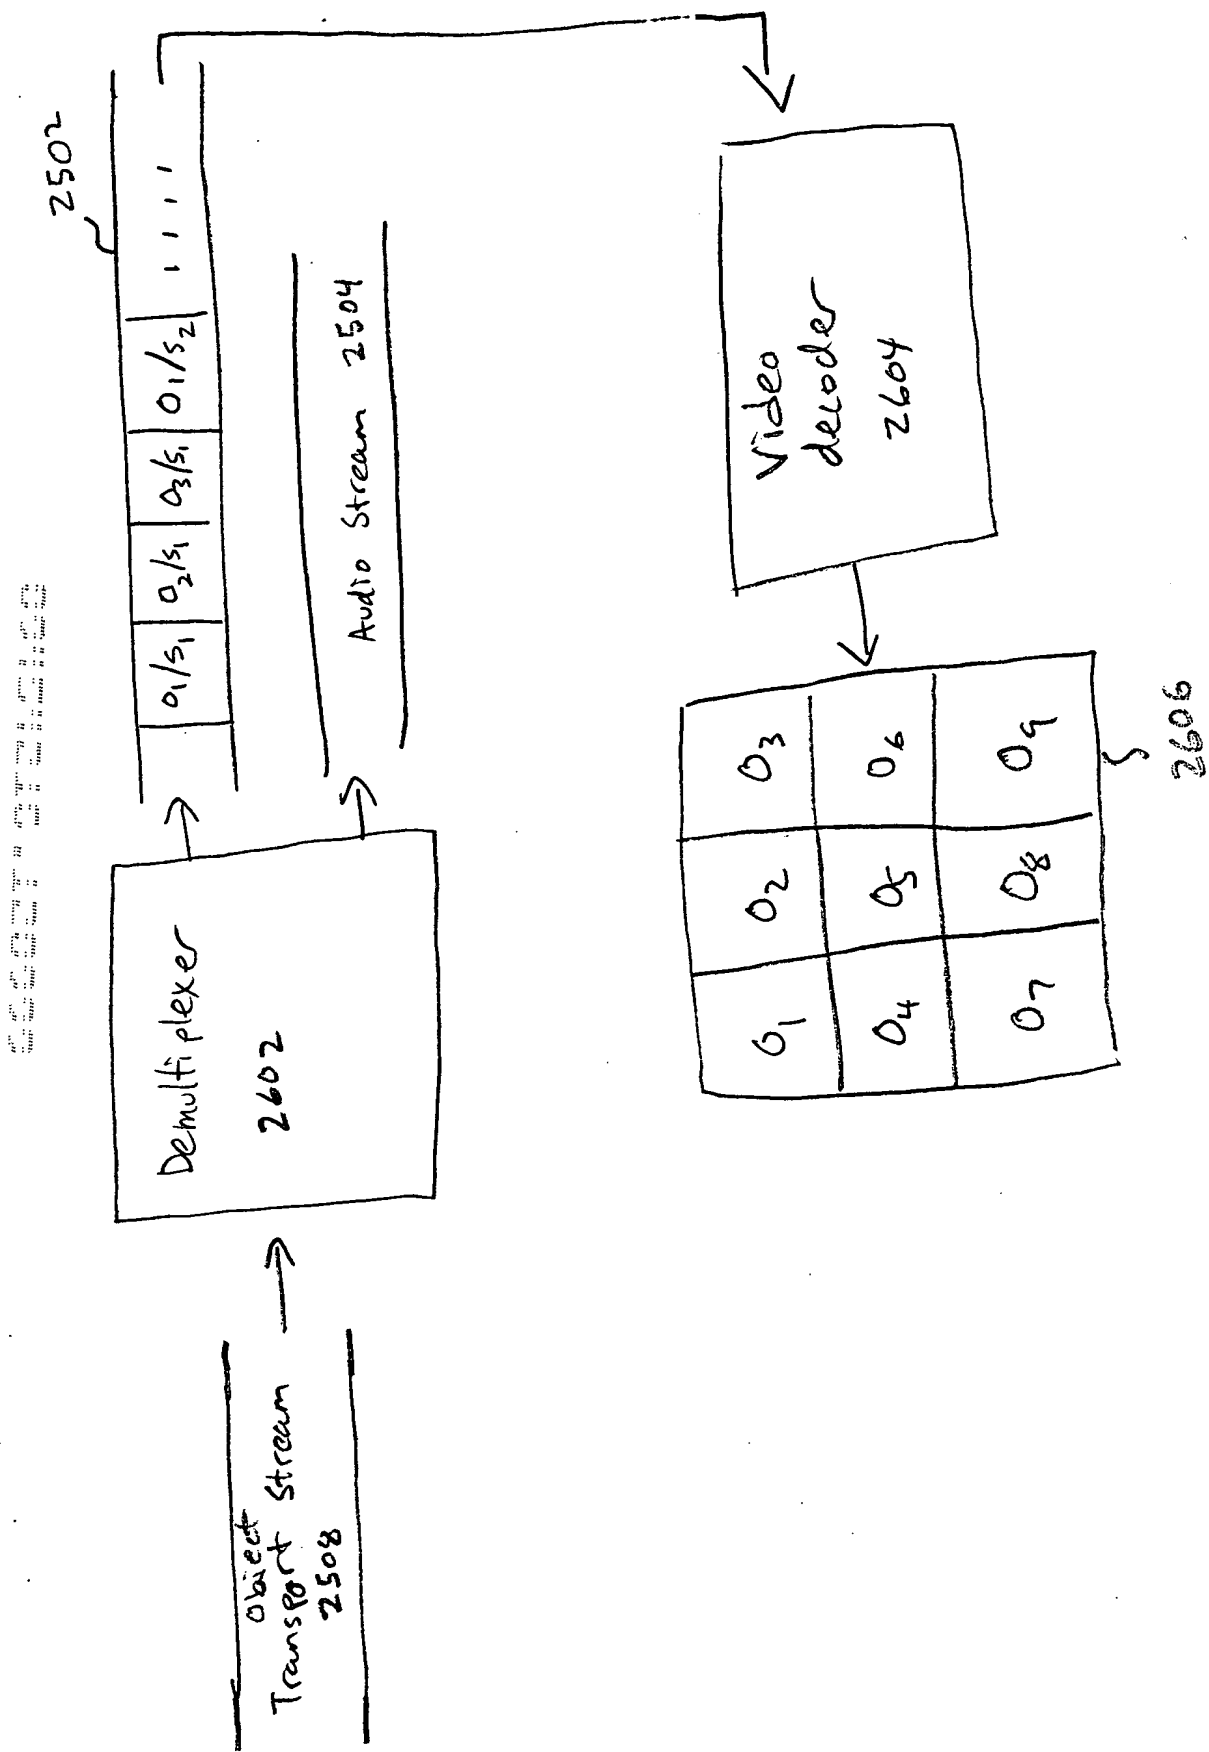 Object
Transport Stream
2508
Demultiplexer
2602
2502
O1/S1 O2/S1 O3/S1 O1/S2 ....
Audio Stream 2504
Video
decoder
2604
O1 O2 O3
O4 O5 O6
O7 O8 O9
2606